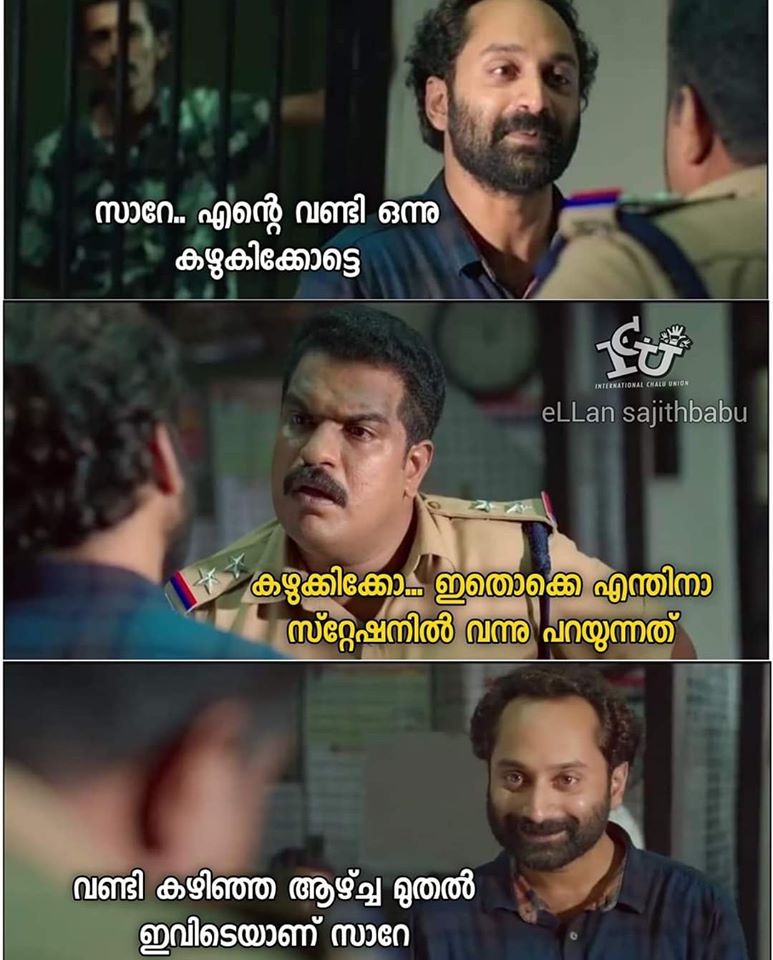 സാറേ.. എന്റെ വണ്ടി ഒന്നു
കഴുകിക്കോട്ടെ
ICU
INTERNATIONAL CHALU UNION
eLLan sajithbabu
കഴുക്കിക്കോ... ഇതൊക്കെ എന്തിനാ
സ്റ്റേഷനിൽ വന്നു പറയുന്നത്
വണ്ടി കഴിഞ്ഞ ആഴ്ച്ച മുതൽ
ഇവിടെയാണ് സാറേ